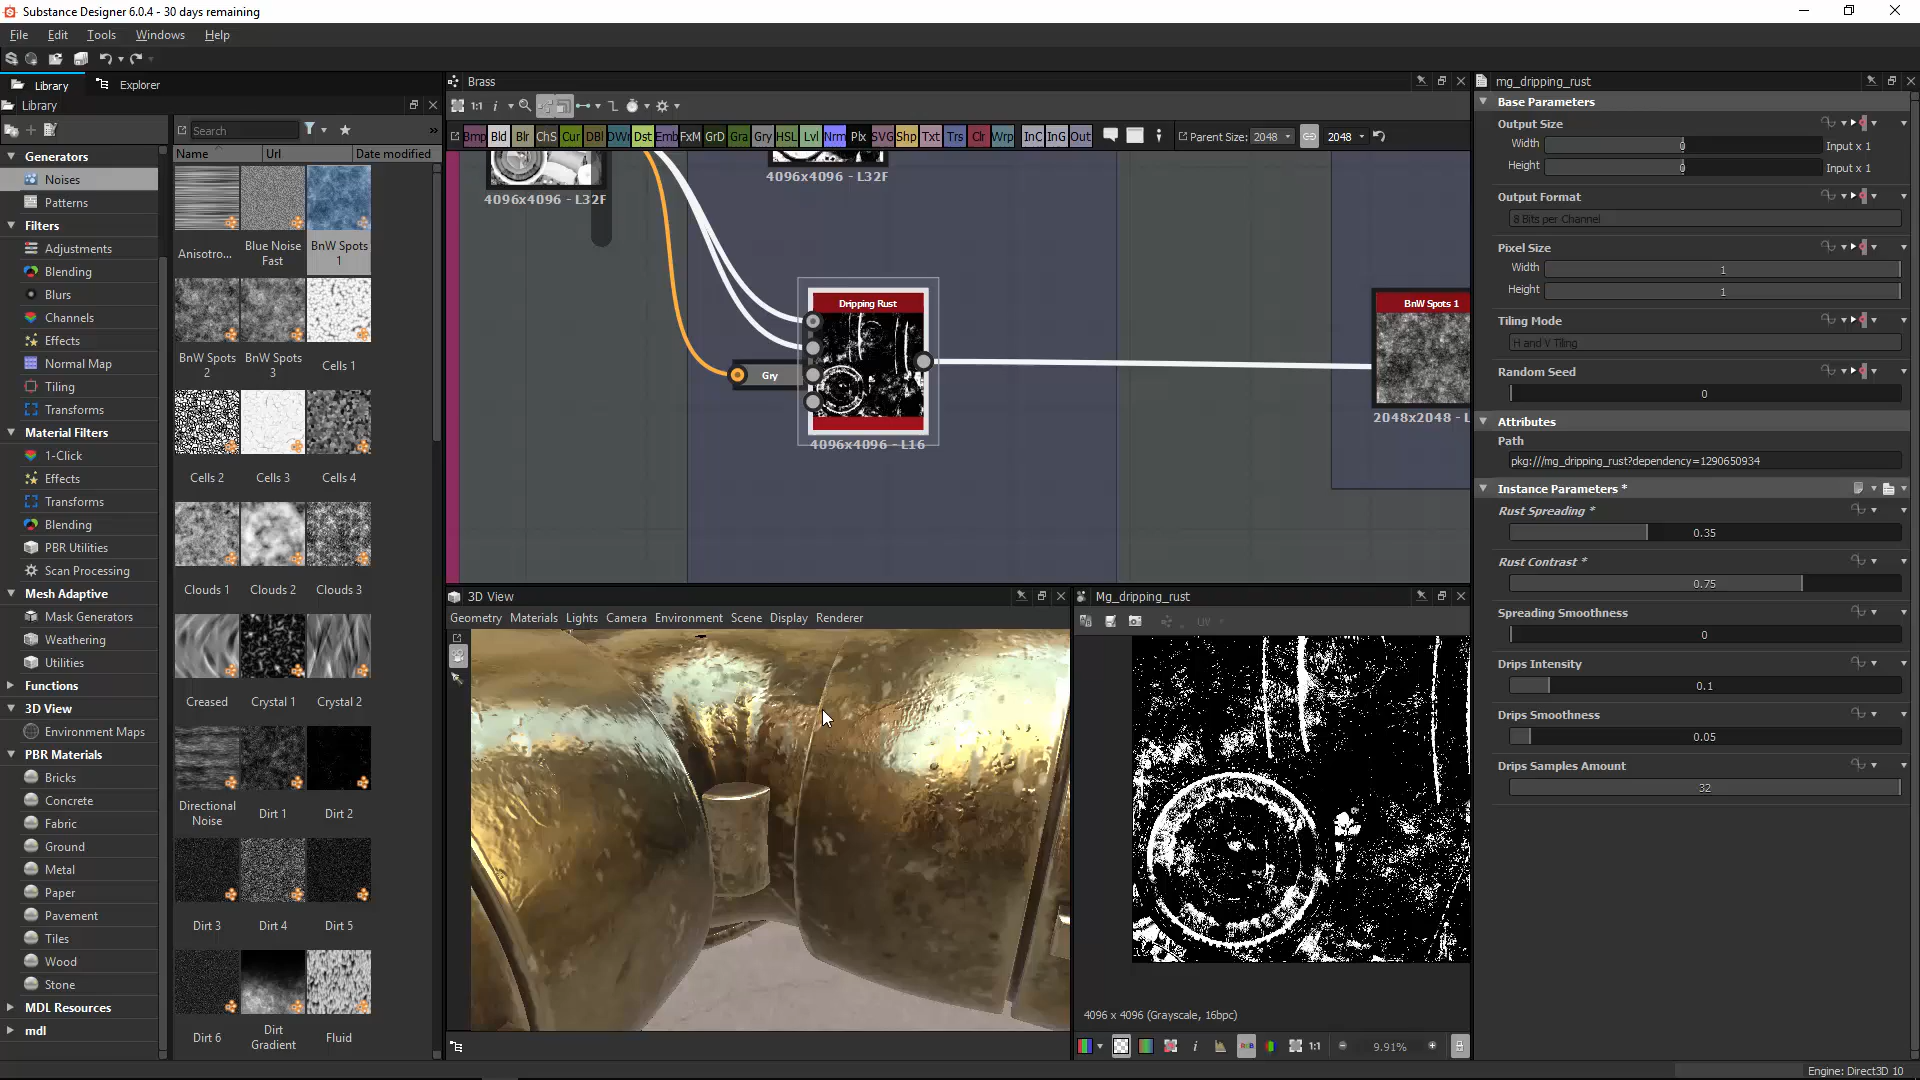 Substance Designer 6.0.4 - 30 days remaining
File Edit Tools Windows Help
Library Explorer
Library
Search
Name Url Date modified
Generators
Noises
Patterns
Filters
Adjustments
Blending
Blurs
Channels
Effects
Normal Map
Tiling
Transforms
Material Filters
1-Click
Effects
Transforms
Blending
PBR Utilities
Scan Processing
Mesh Adaptive
Mask Generators
Weathering
Utilities
Functions
3D View
Environment Maps
PBR Materials
Bricks
Concrete
Fabric
Ground
Metal
Paper
Pavement
Tiles
Wood
Stone
MDL Resources
mdl
Anisotro... Blue Noise Fast BnW Spots 1
BnW Spots 2 BnW Spots 3 Cells 1
Cells 2 Cells 3 Cells 4
Clouds 1 Clouds 2 Clouds 3
Creased Crystal 1 Crystal 2
Directional Noise Dirt 1 Dirt 2
Dirt 3 Dirt 4 Dirt 5
Dirt 6 Dirt Gradient Fluid
Brass
1:1
Bmp Bld Blr ChS Cur DBl DWr Dst Emb FxM GrD Gra Gry HSL Lvl Nrm Plx SVG Shp Txt Trs Clr Wrp InC InG Out Parent Size: 2048 2048
4096x4096 - L32F
4096x4096 - L32F
Dripping Rust
Gry
4096x4096 - L16
BnW Spots 1
2048x2048 - L
3D View
Geometry Materials Lights Camera Environment Scene Display Renderer
Mg_dripping_rust
UV
4096 x 4096 (Grayscale, 16bpc)
1:1 9.91%
mg_dripping_rust
Base Parameters
Output Size
Width 0 Input x 1
Height 0 Input x 1
Output Format
8 Bits per Channel
Pixel Size
Width 1
Height 1
Tiling Mode
H and V Tiling
Random Seed
0
Attributes
Path
pkg:///mg_dripping_rust?dependency=1290650934
Instance Parameters *
Rust Spreading *
0.35
Rust Contrast *
0.75
Spreading Smoothness
0
Drips Intensity
0.1
Drips Smoothness
0.05
Drips Samples Amount
32
Engine: Direct3D 10